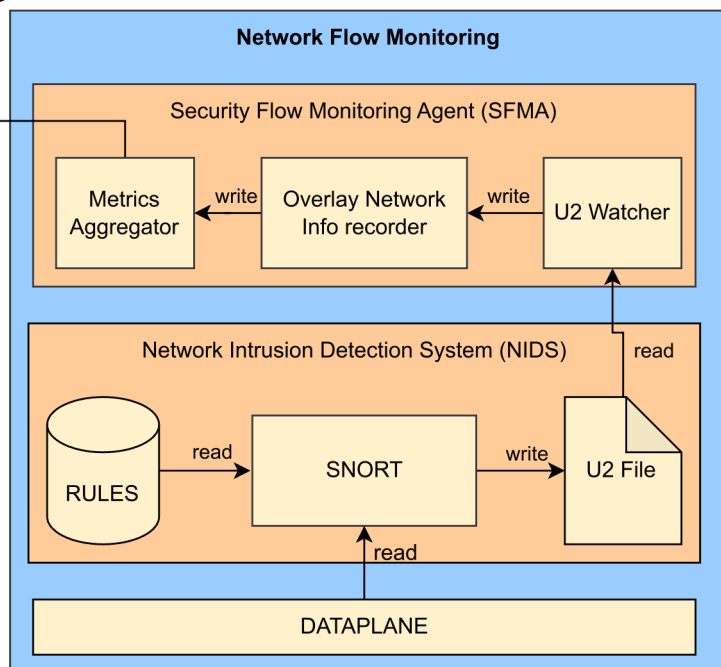 Network Flow Monitoring
Security Flow Monitoring Agent (SFMA)
Metrics
Aggregator
write
Overlay Network
Info recorder
write
U2 Watcher
read
Network Intrusion Detection System (NIDS)
RULES
read
SNORT
write
U2 File
read
DATAPLANE